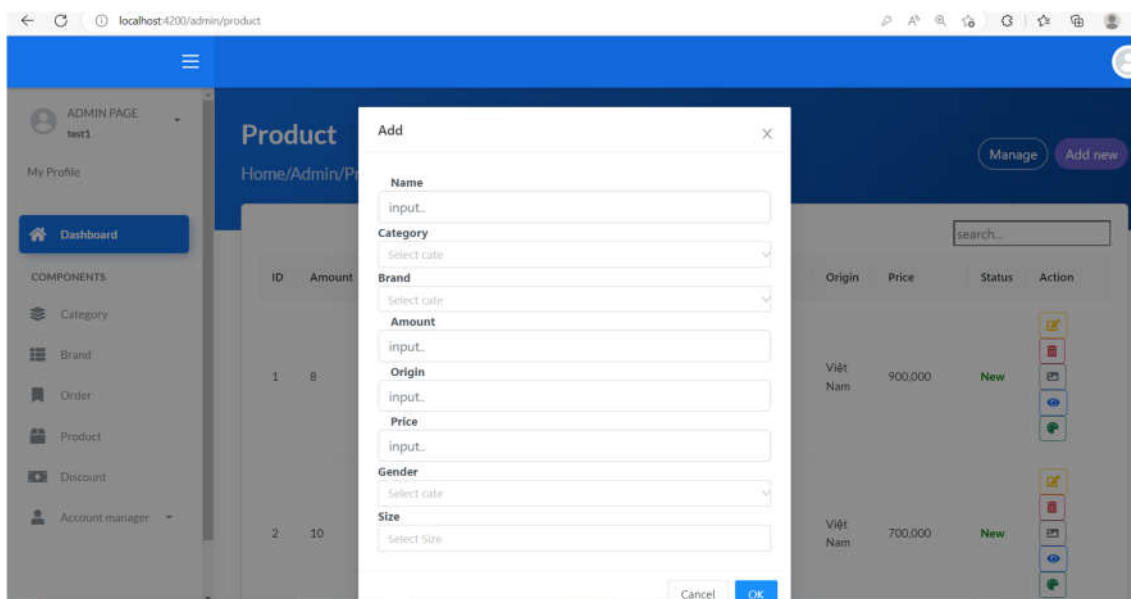 localhost:4200/admin/product
ADMIN PAGE
test1
My Profile
Dashboard
COMPONENTS
Category
Brand
Order
Product
Discount
Account manager
Product
Home/Admin/Pr
Manage
Add new
search...
ID Amount Origin Price Status Action
1 8 Việt Nam 900,000 New
2 10 Việt Nam 700,000 New
Add
Name
input..
Category
Select cate
Brand
Select cate
Amount
input..
Origin
input..
Price
input..
Gender
Select cate
Size
Select Size
Cancel OK